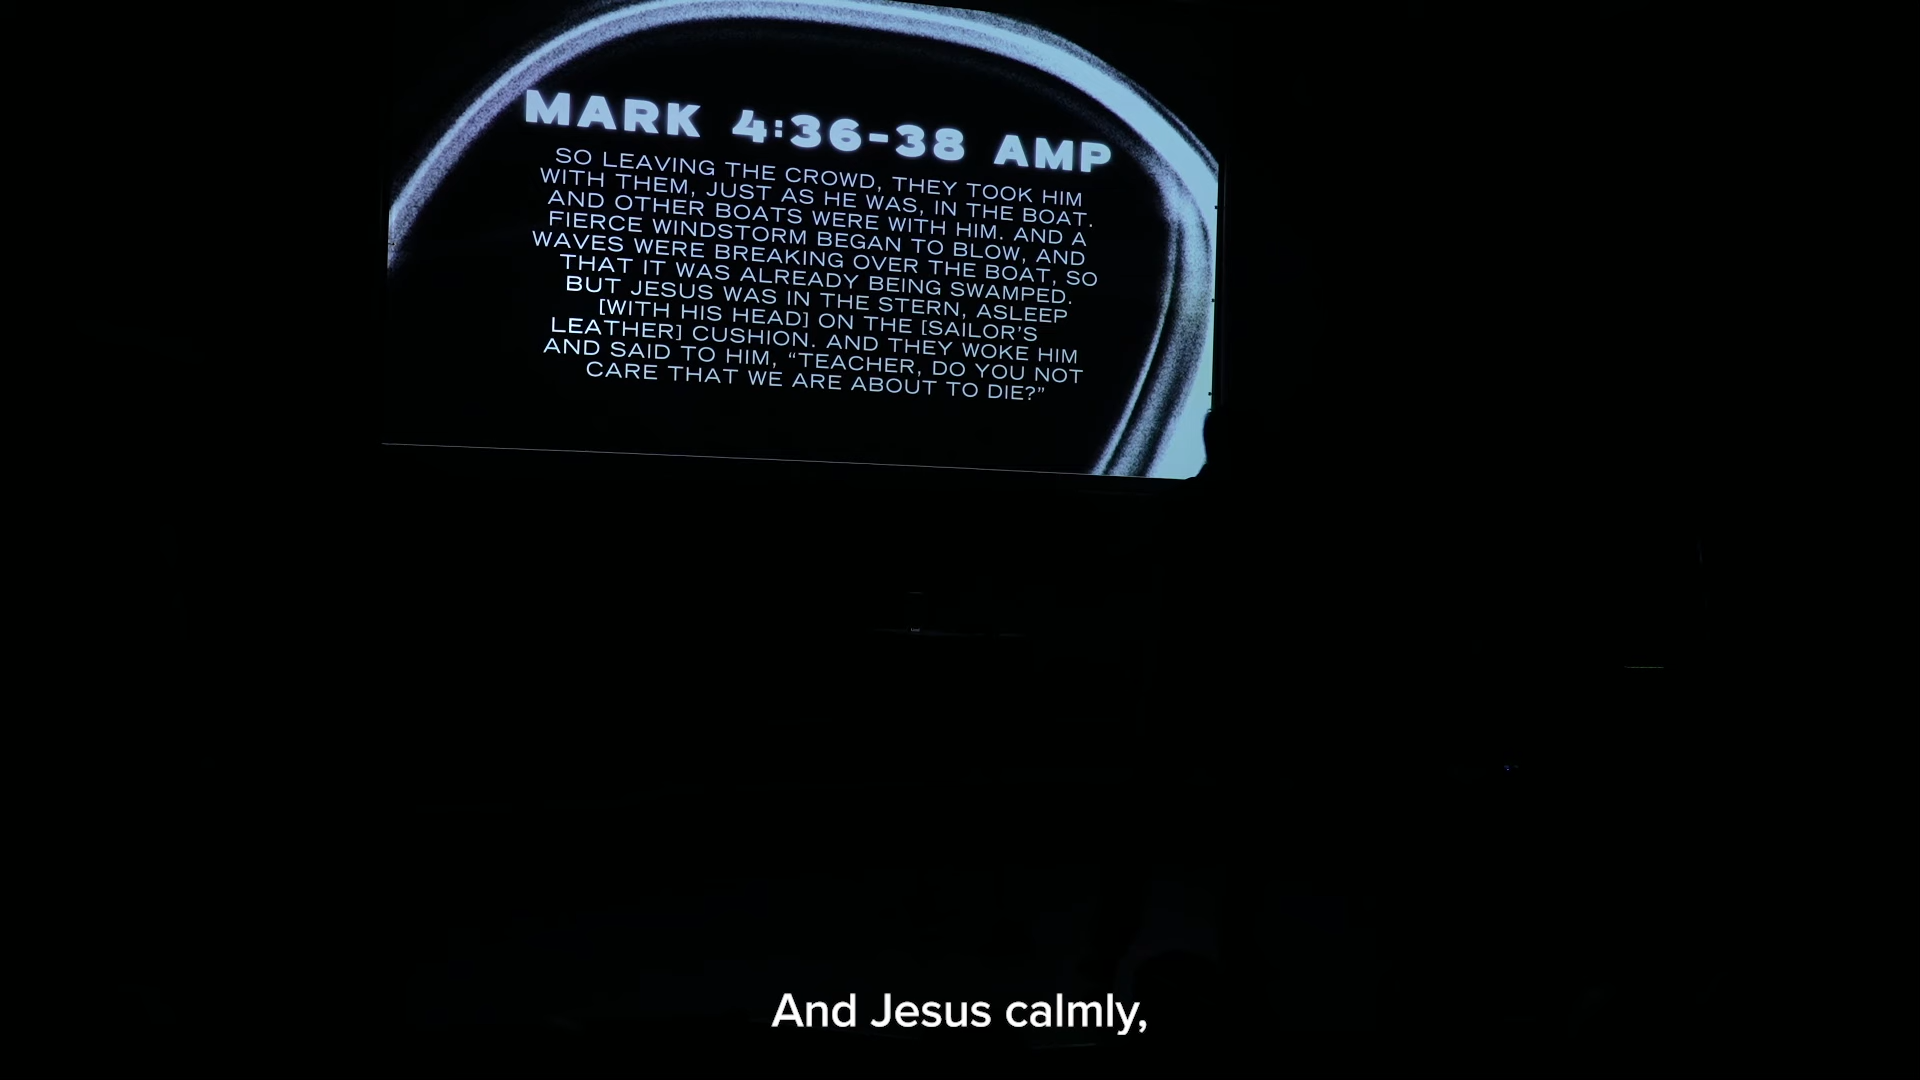 MARK 4:36-38 AMP
SO LEAVING THE CROWD, THEY TOOK HIM
WITH THEM, JUST AS HE WAS, IN THE BOAT.
AND OTHER BOATS WERE WITH HIM. AND A
FIERCE WINDSTORM BEGAN TO BLOW, AND
WAVES WERE BREAKING OVER THE BOAT, SO
THAT IT WAS ALREADY BEING SWAMPED.
BUT JESUS WAS IN THE STERN, ASLEEP
[WITH HIS HEAD] ON THE [SAILOR’S
LEATHER] CUSHION. AND THEY WOKE HIM
AND SAID TO HIM, “TEACHER, DO YOU NOT
CARE THAT WE ARE ABOUT TO DIE?”
And Jesus calmly,